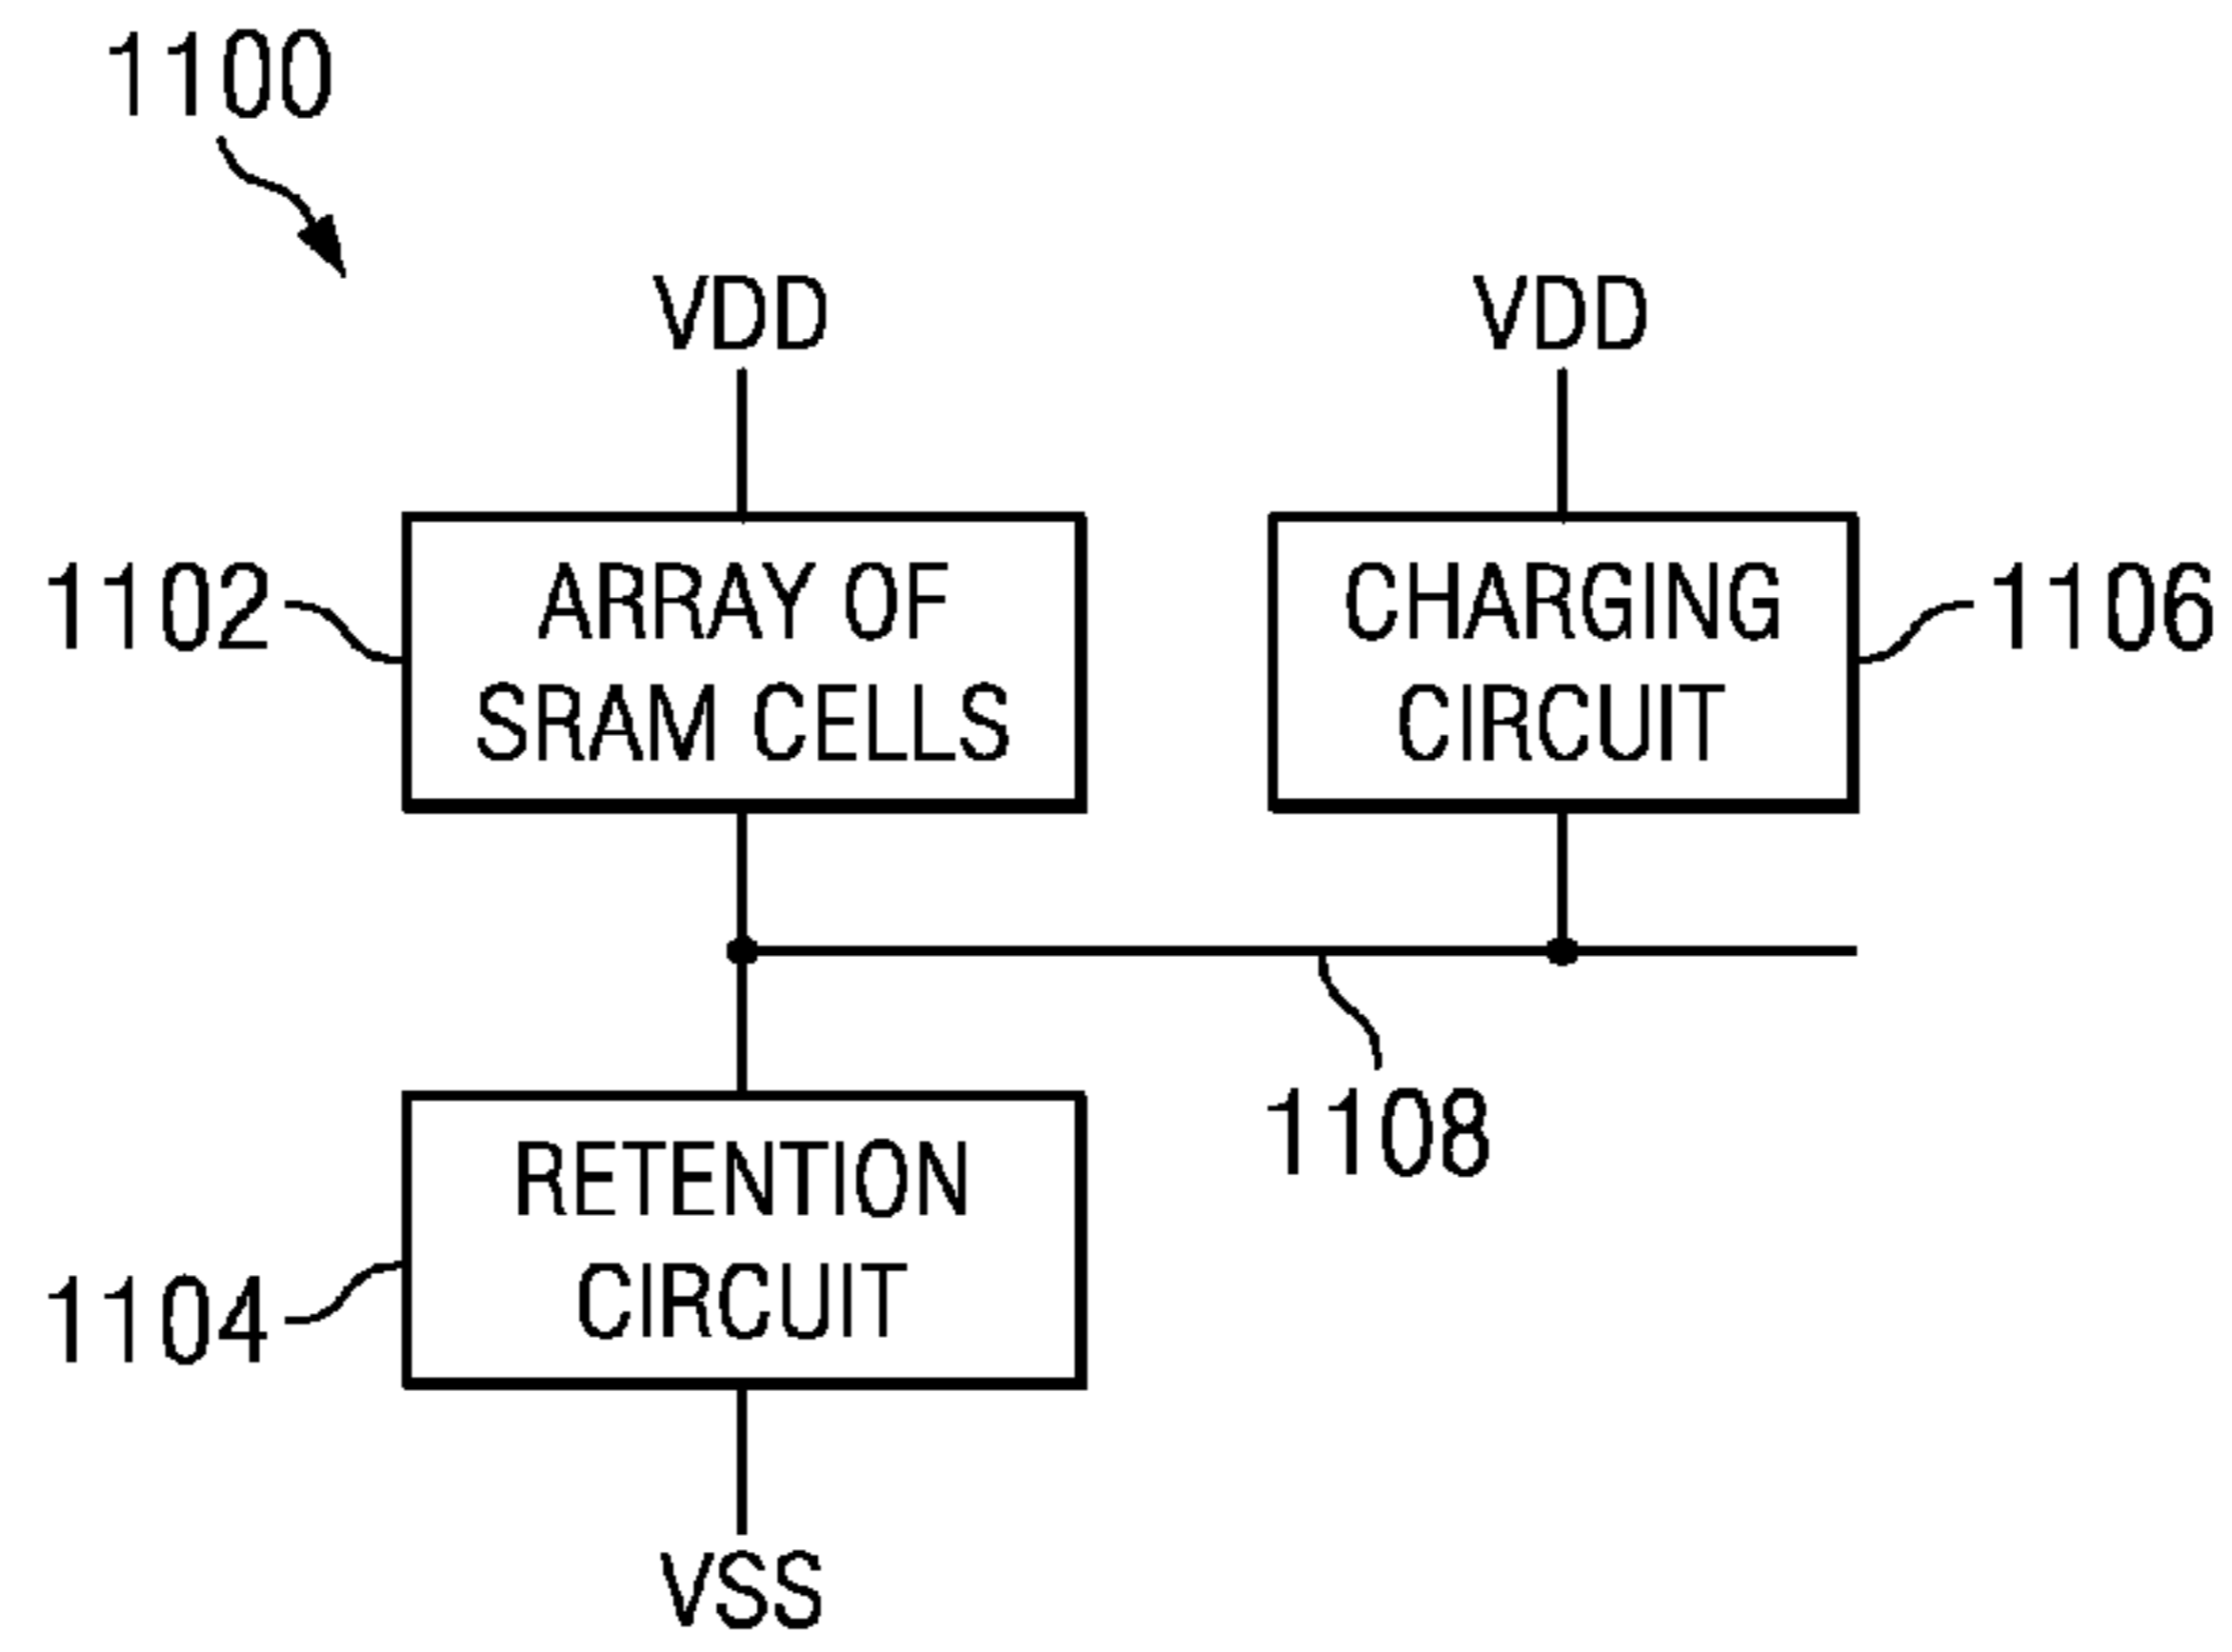 1100
VDD
VDD
1102
ARRAY OF
SRAM CELLS
CHARGING
CIRCUIT
1106
1108
1104
RETENTION
CIRCUIT
VSS